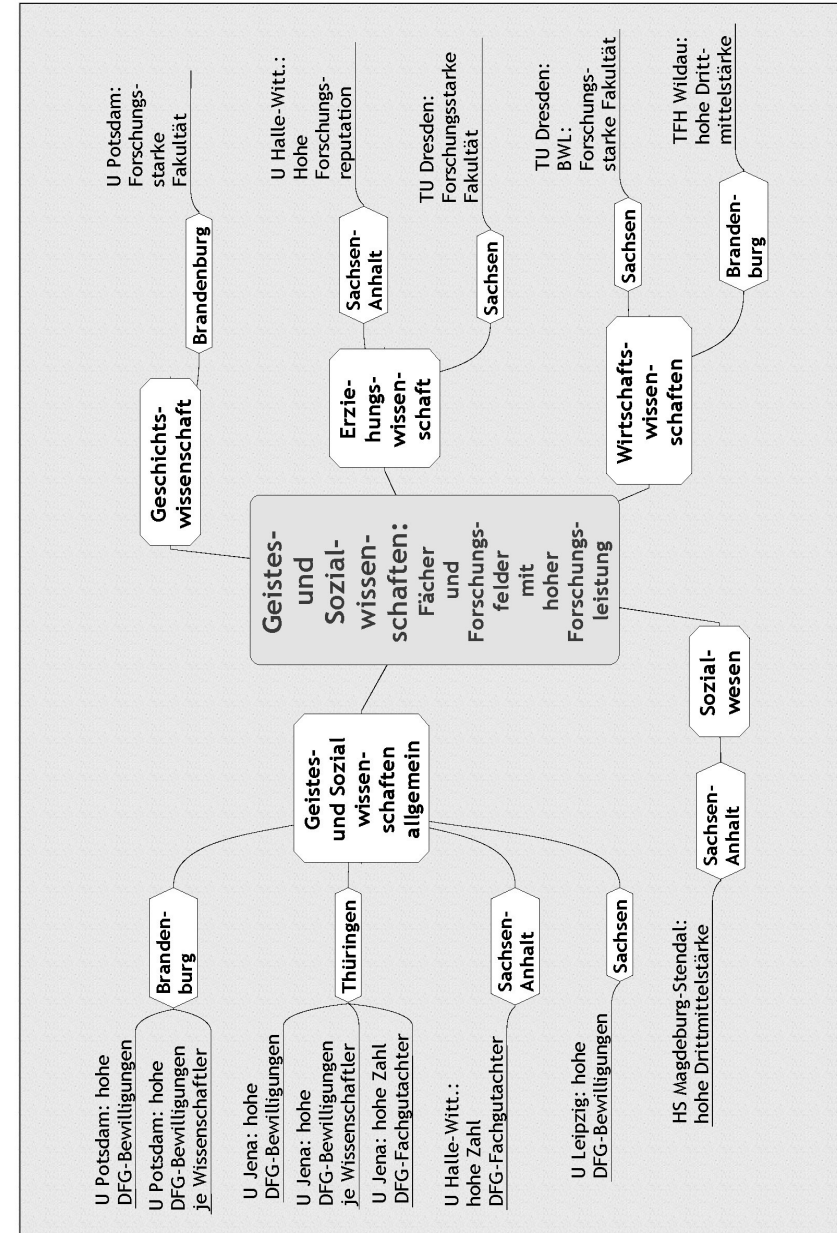 Geistes-
und
Sozial-
wissen-
schaften:
Fächer
und
Forschungs-
felder
mit
hoher
Forschungs-
leistung
Geistes-
und Sozial
wissen-
schaften
allgemein
Branden-
burg
U Potsdam: hohe
DFG-Bewilligungen
U Potsdam: hohe
DFG-Bewilligungen
je Wissenschaftler
Thüringen
U Jena: hohe
DFG-Bewilligungen
U Jena: hohe
DFG-Bewilligungen
je Wissenschaftler
U Jena: hohe Zahl
DFG-Fachgutachter
Sachsen-
Anhalt
U Halle-Witt.:
hohe Zahl
DFG-Fachgutachter
Sachsen
U Leipzig: hohe
DFG-Bewilligungen
Sozial-
wesen
Sachsen-
Anhalt
HS Magdeburg-Stendal:
hohe Drittmittelstärke
Geschichts-
wissenschaft
Brandenburg
U Potsdam:
Forschungs-
starke
Fakultät
Erzie-
hungs-
wissen-
schaft
Sachsen-
Anhalt
U Halle-Witt.:
Hohe
Forschungs-
reputation
Sachsen
TU Dresden:
Forschungsstarke
Fakultät
Wirtschafts-
wissen-
schaften
Sachsen
TU Dresden:
BWL:
Forschungs-
starke Fakultät
Branden-
burg
TFH Wildau:
hohe Dritt-
mittelstärke